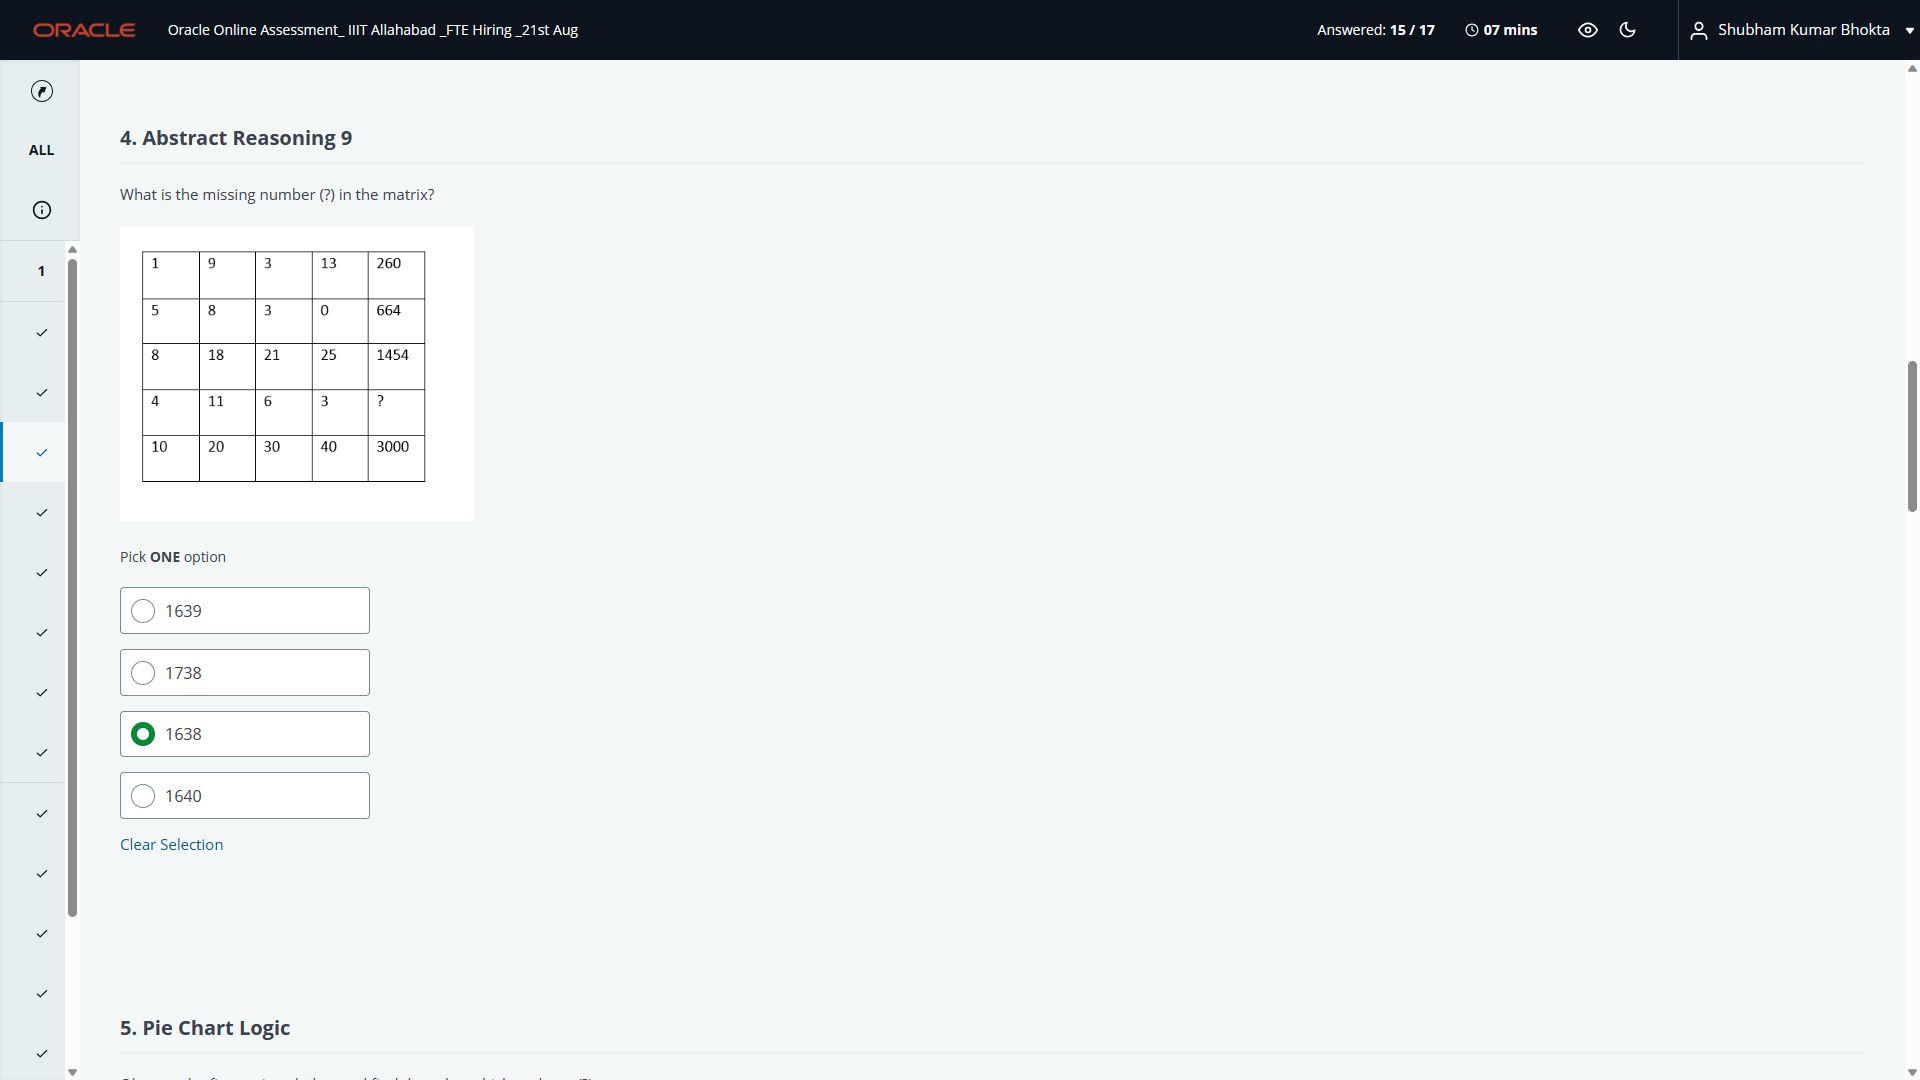 ORACLE
Oracle Online Assessment_ IIIT Allahabad _FTE Hiring _21st Aug
Answered: 15 / 17
07 mins
Shubham Kumar Bhokta
ALL
1
4. Abstract Reasoning 9
What is the missing number (?) in the matrix?
1 9 3 13 260
5 8 3 0 664
8 18 21 25 1454
4 11 6 3 ?
10 20 30 40 3000
Pick ONE option
1639
1738
1638
1640
Clear Selection
5. Pie Chart Logic